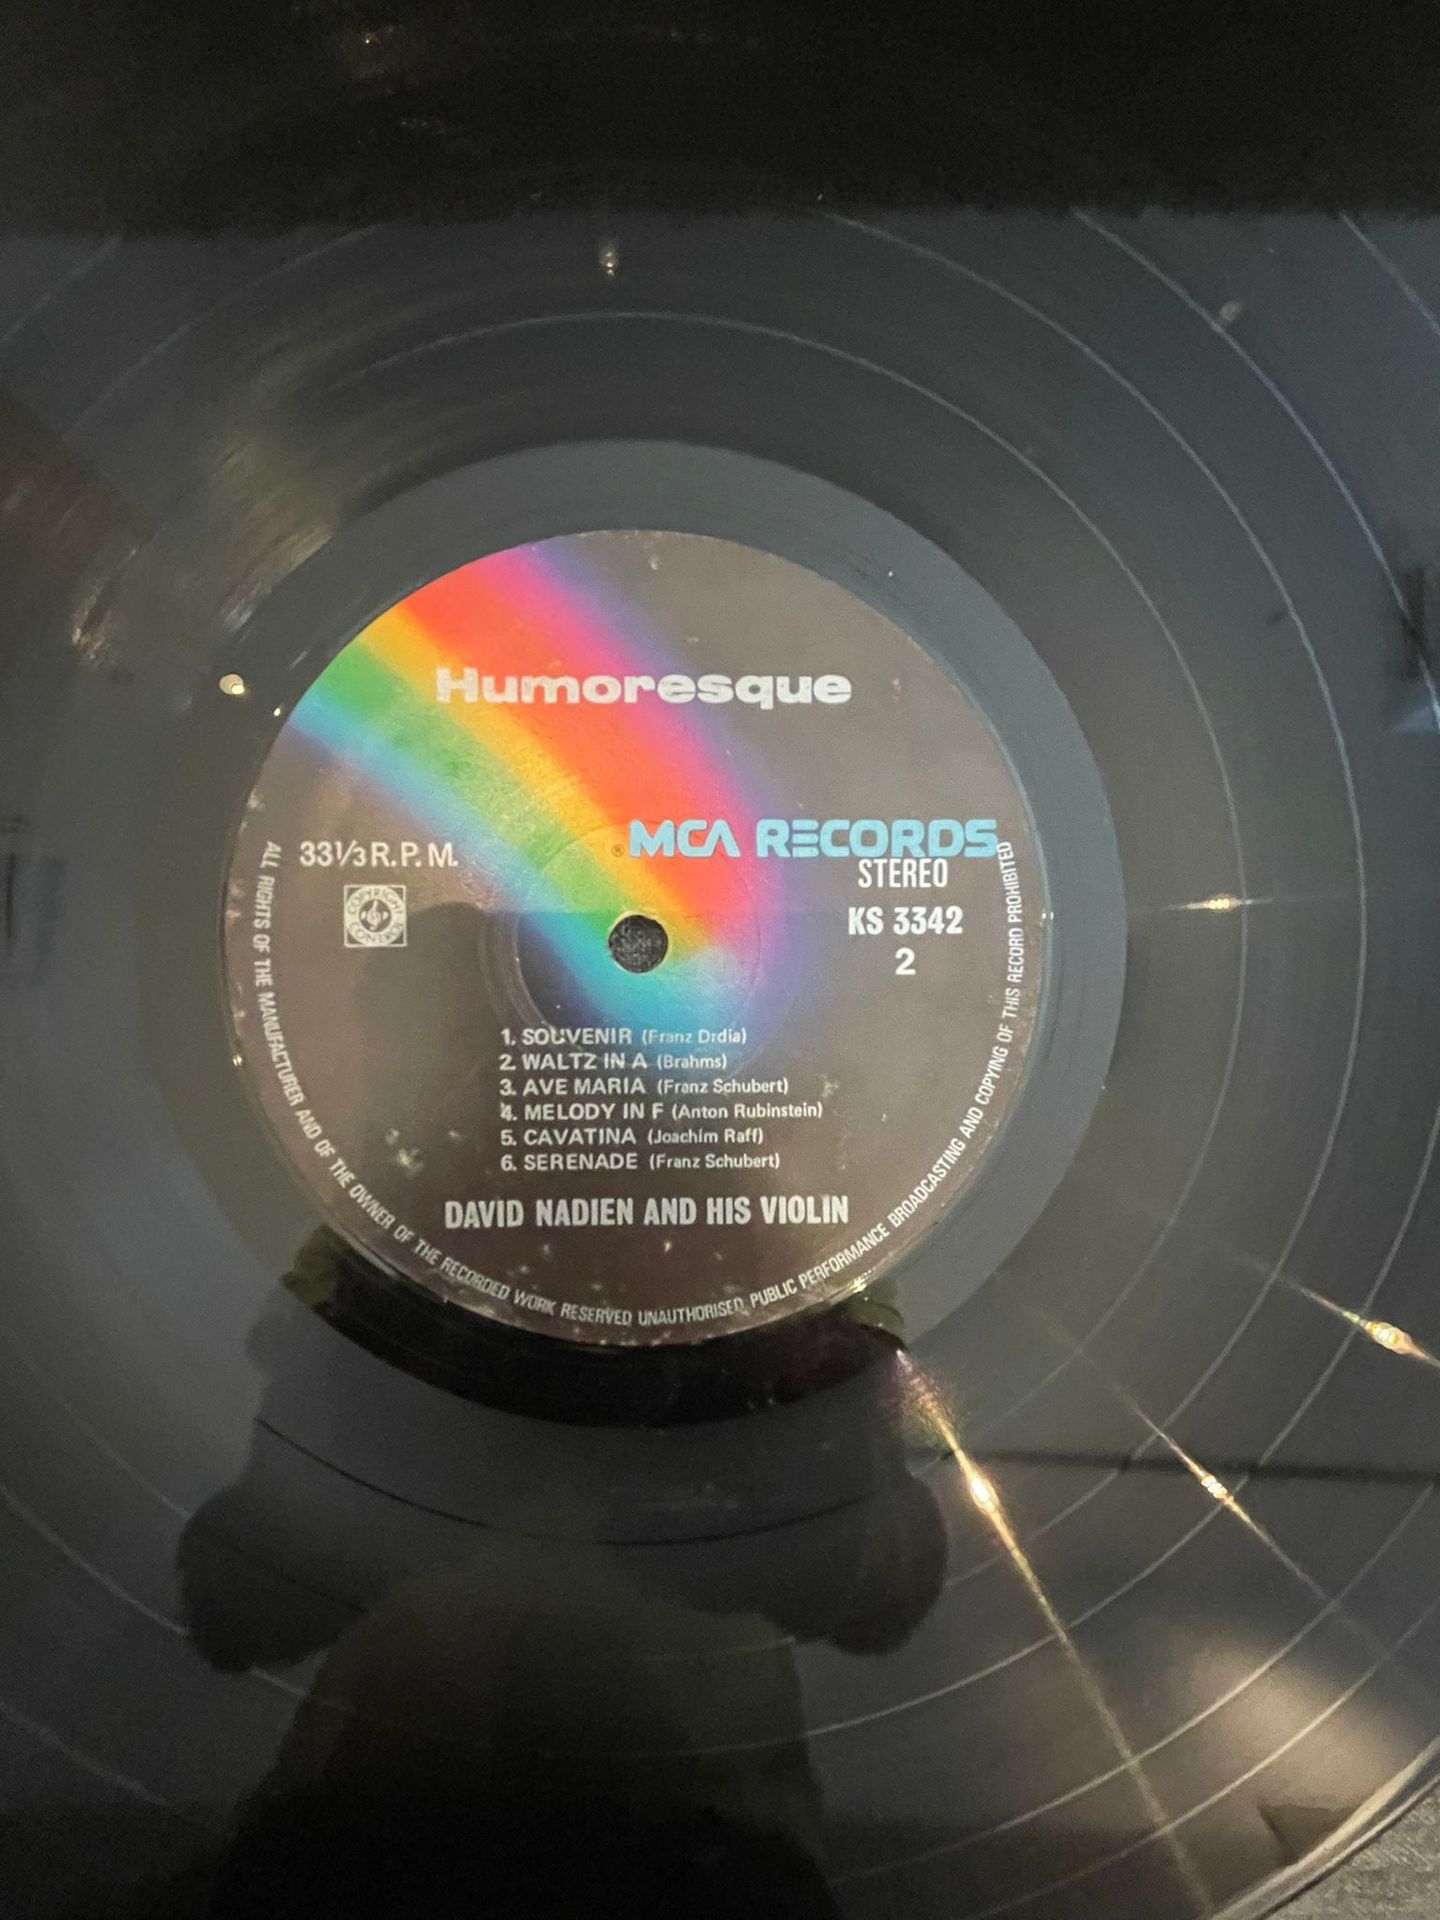 Humoresque
33⅓ R.P.M.
COPYRIGHT CONTROL
® MCA RECORDS
STEREO
KS 3342
2
1. SOUVENIR (Franz Drdia)
2. WALTZ IN A (Brahms)
3. AVE MARIA (Franz Schubert)
4. MELODY IN F (Anton Rubinstein)
5. CAVATINA (Joachim Raff)
6. SERENADE (Franz Schubert)
DAVID NADIEN AND HIS VIOLIN
ALL RIGHTS OF THE MANUFACTURER AND OF THE OWNER OF THE RECORDED WORK RESERVED UNAUTHORISED PUBLIC PERFORMANCE BROADCASTING AND COPYING OF THIS RECORD PROHIBITED